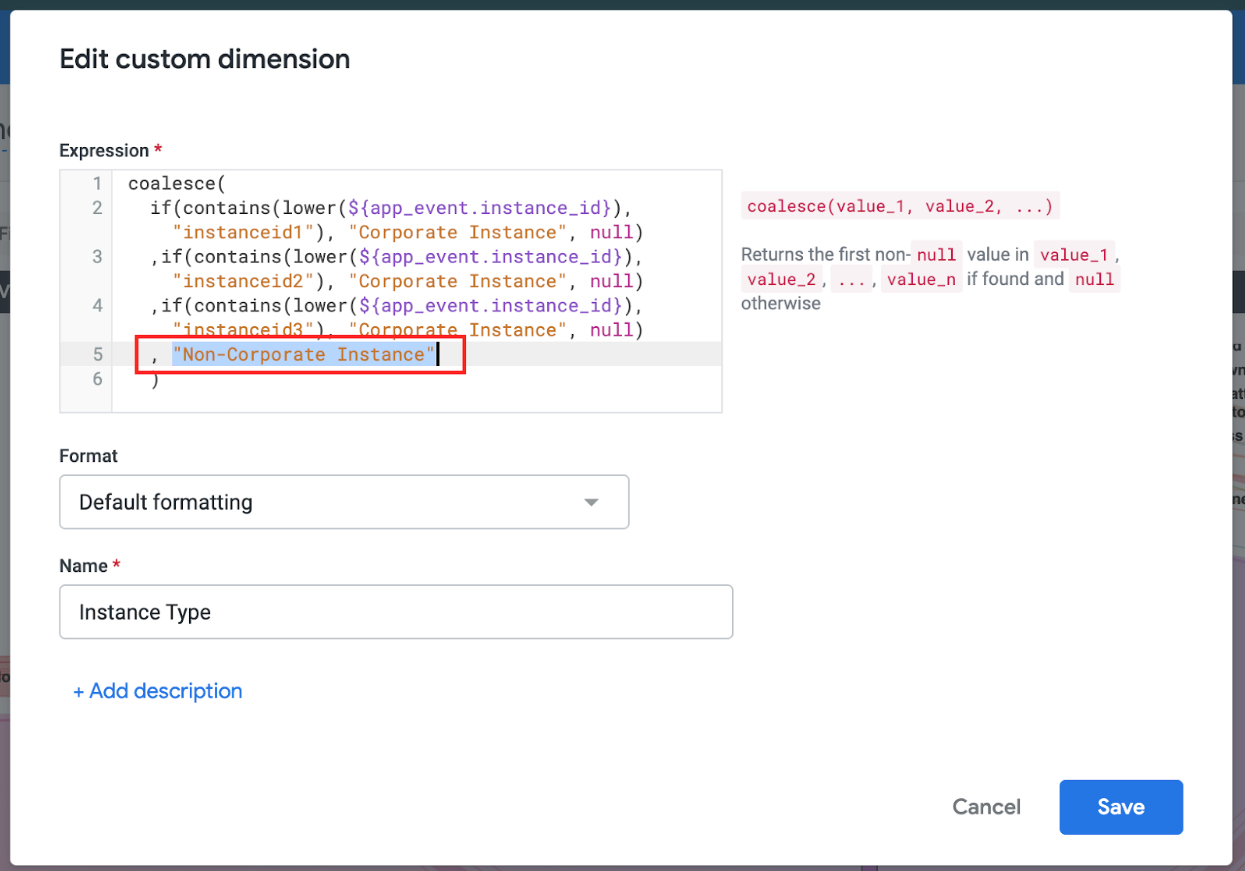 Edit custom dimension
Expression *
1 coalesce(
2 if(contains(lower(${app_event.instance_id}),
"instanceid1"), "Corporate Instance", null)
3 ,if(contains(lower(${app_event.instance_id}),
"instanceid2"), "Corporate Instance", null)
4 ,if(contains(lower(${app_event.instance_id}),
"instanceid3"), "Corporate Instance", null)
5 , "Non-Corporate Instance"
6 )
coalesce(value_1, value_2, ...)
Returns the first non-null value in value_1,
value_2, ..., value_n if found and null
otherwise
Format
Default formatting
Name *
Instance Type
+ Add description
Cancel
Save